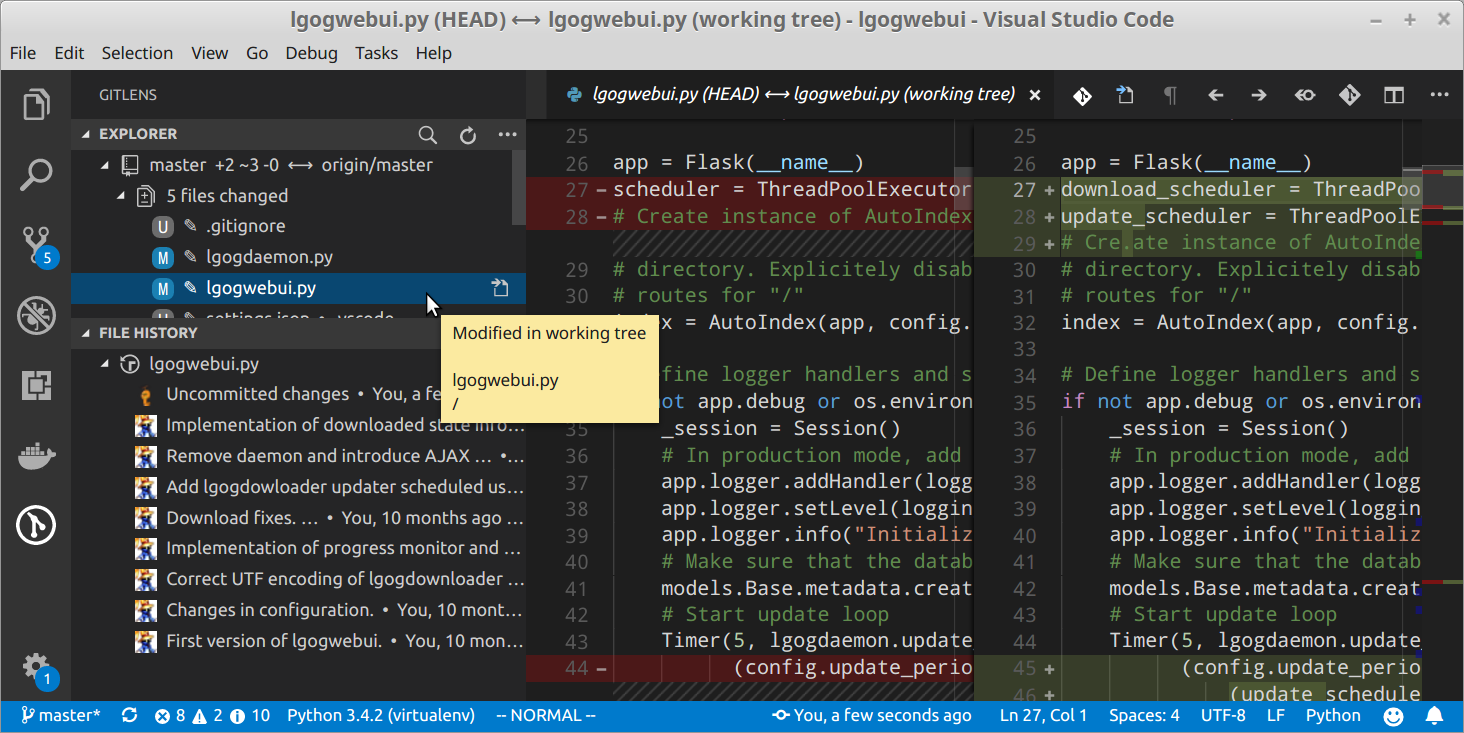 lgogwebui.py (HEAD) ⟷ lgogwebui.py (working tree) - lgogwebui - Visual Studio Code
File Edit Selection View Go Debug Tasks Help
GITLENS
EXPLORER
master +2 ~3 -0 ⟷ origin/master
5 files changed
U .gitignore
M lgogdaemon.py
M lgogwebui.py
U settings.json • .vscode
FILE HISTORY
lgogwebui.py
Uncommitted changes • You, a fe
Implementation of downloaded state info...
Remove daemon and introduce AJAX ... •...
Add lgogdowloader updater scheduled us...
Download fixes. ... • You, 10 months ago ...
Implementation of progress monitor and ...
Correct UTF encoding of lgogdownloader ...
Changes in configuration. • You, 10 mont...
First version of lgogwebui. • You, 10 mon...
5
1
Modified in working tree
lgogwebui.py
/
lgogwebui.py (HEAD) ⟷ lgogwebui.py (working tree) ×
25
26 app = Flask(__name__)
27 - scheduler = ThreadPoolExecutor
28 - # Create instance of AutoIndex
29 # directory. Explicitely disab
30 # routes for "/"
= AutoIndex(app, config.
fine logger handlers and s
ot app.debug or os.environ
35 _session = Session()
36 # In production mode, add
37 app.logger.addHandler(logg
38 app.logger.setLevel(loggin
39 app.logger.info("Initializ
40 # Make sure that the datab
41 models.Base.metadata.creat
42 # Start update loop
43 Timer(5, lgogdaemon.update
44 - (config.update_perio
25
26 app = Flask(__name__)
27 + download_scheduler = ThreadPoo
28 + update_scheduler = ThreadPoolE
29 + # Cre.ate instance of AutoInde
30 # directory. Explicitely disab
31 # routes for "/"
32 index = AutoIndex(app, config.
33
34 # Define logger handlers and s
35 if not app.debug or os.environ
36 _session = Session()
37 # In production mode, add
38 app.logger.addHandler(logg
39 app.logger.setLevel(loggin
40 app.logger.info("Initializ
41 # Make sure that the datab
42 models.Base.metadata.creat
43 # Start update loop
44 Timer(5, lgogdaemon.update
45 + (config.update_perio
46 + (update_schedule
master* 8 2 10 Python 3.4.2 (virtualenv) -- NORMAL -- You, a few seconds ago Ln 27, Col 1 Spaces: 4 UTF-8 LF Python